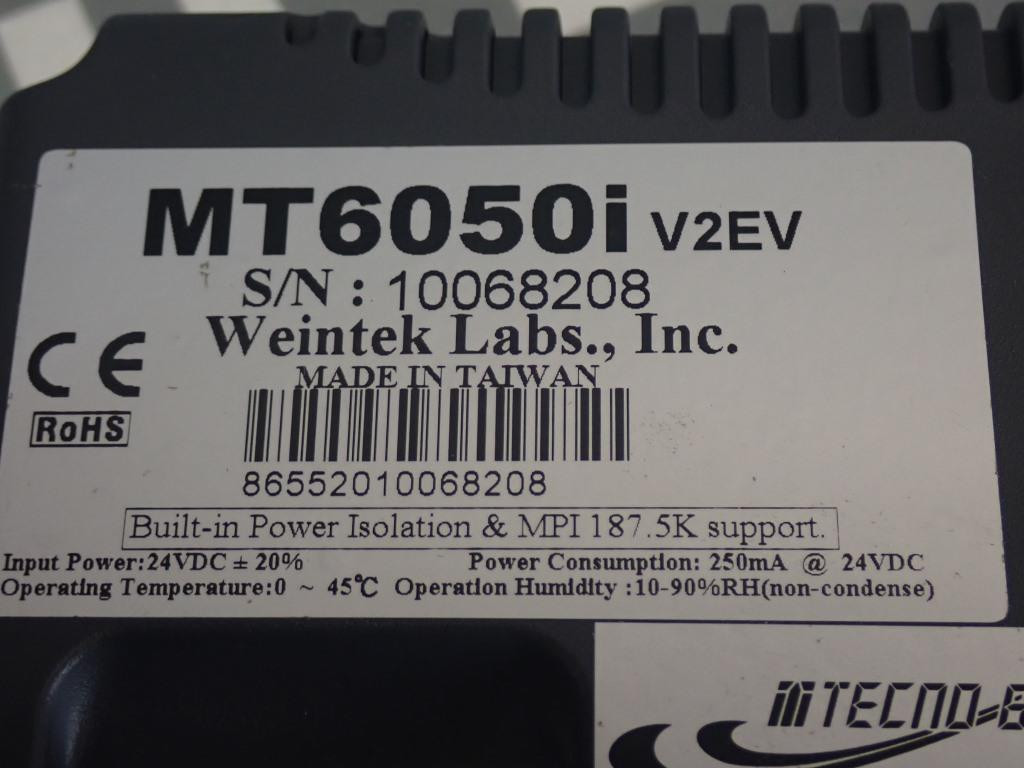 MT6050i V2EV
S/N : 10068208
Weintek Labs., Inc.
MADE IN TAIWAN
CE
RoHS
86552010068208
Built-in Power Isolation & MPI 187.5K support.
Input Power:24VDC ± 20% Power Consumption: 250mA @ 24VDC
Operating Temperature:0 ~ 45℃ Operation Humidity :10-90%RH(non-condense)
TECNO-B